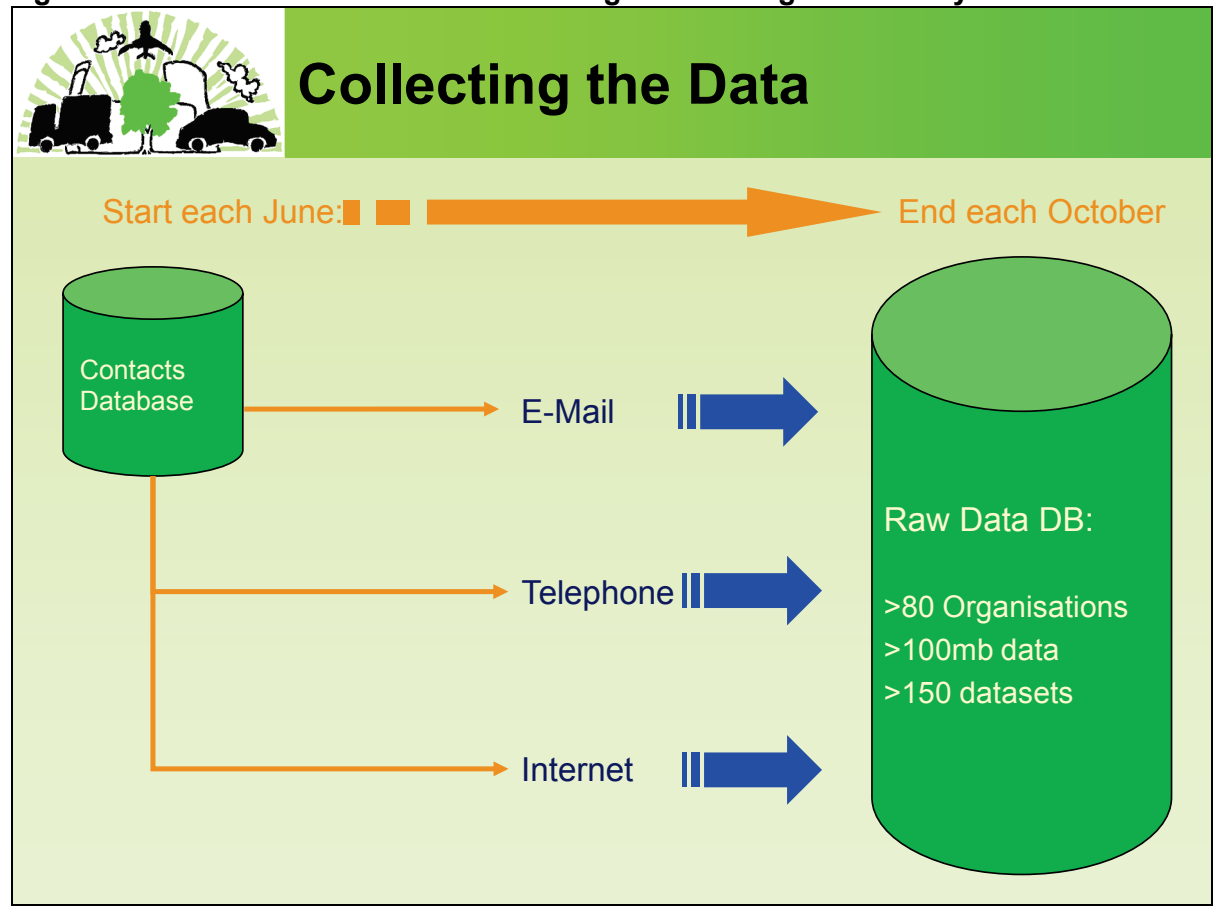 Collecting the Data
Start each June:
End each October
Contacts
Database
E-Mail
Telephone
Internet
Raw Data DB:
>80 Organisations
>100mb data
>150 datasets